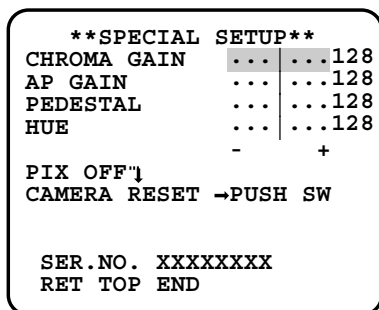 **SPECIAL SETUP**
CHROMA GAIN ...|...128
AP GAIN ...|...128
PEDESTAL ...|...128
HUE ...|...128
- +
PIX OFF"↴
CAMERA RESET →PUSH SW
SER.NO. XXXXXXXX
RET TOP END